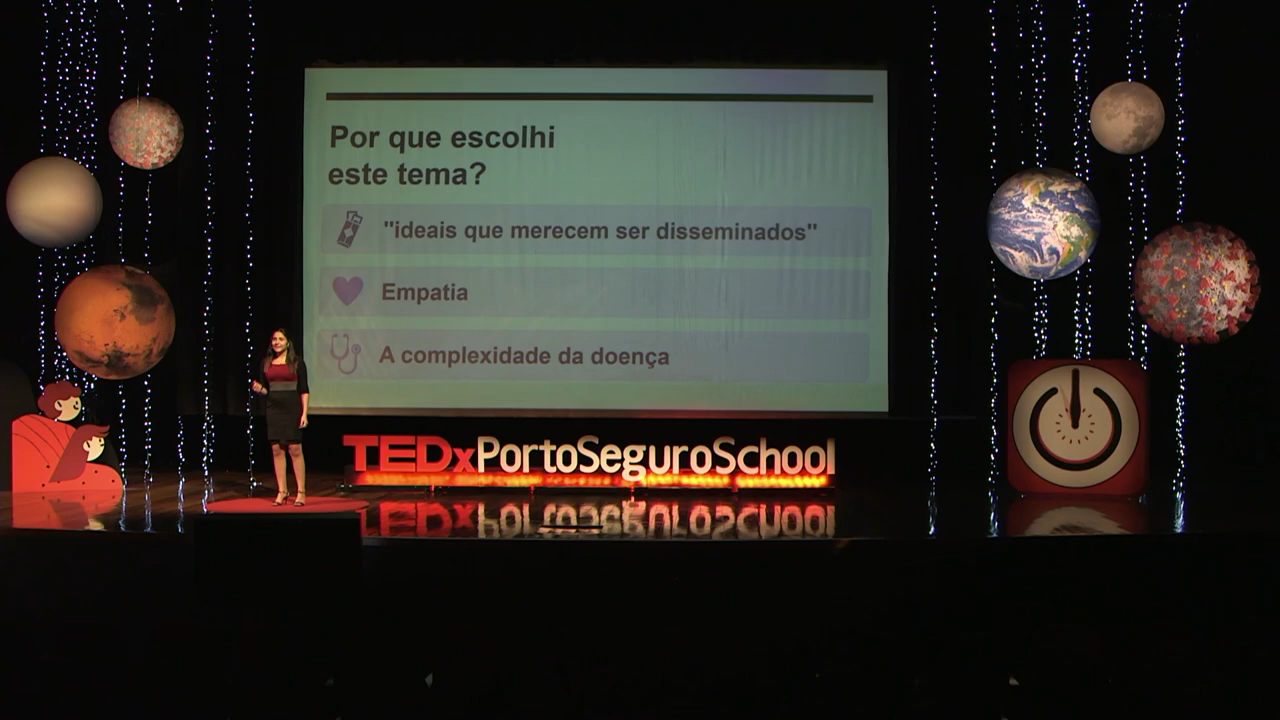 Por que escolhi
este tema?
"ideais que merecem ser disseminados"
Empatia
A complexidade da doença
TEDxPortoSeguroSchool